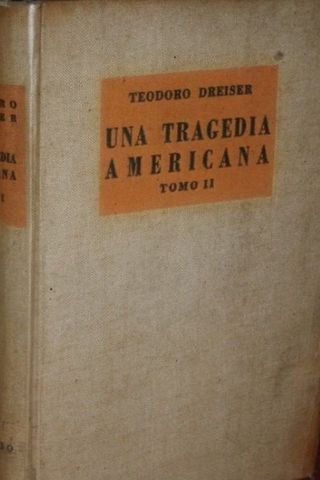 TEODORO DREISER
UNA TRAGEDIA
AMERICANA
TOMO II